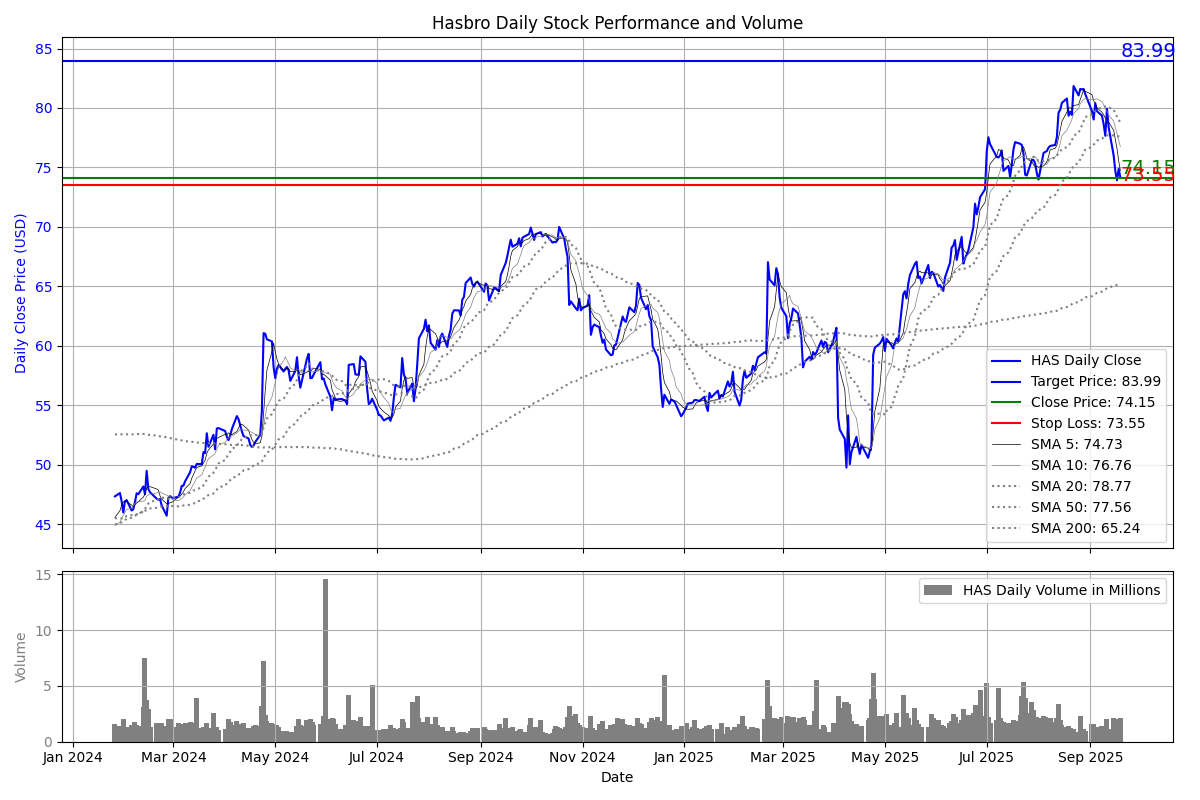 Hasbro Daily Stock Performance and Volume
85
80
75
70
65
60
55
50
45
Daily Close Price (USD)
83.99
74.15
73.55
HAS Daily Close
Target Price: 83.99
Close Price: 74.15
Stop Loss: 73.55
SMA 5: 74.73
SMA 10: 76.76
SMA 20: 78.77
SMA 50: 77.56
SMA 200: 65.24
15
10
5
0
Volume
HAS Daily Volume in Millions
Jan 2024 Mar 2024 May 2024 Jul 2024 Sep 2024 Nov 2024 Jan 2025 Mar 2025 May 2025 Jul 2025 Sep 2025
Date